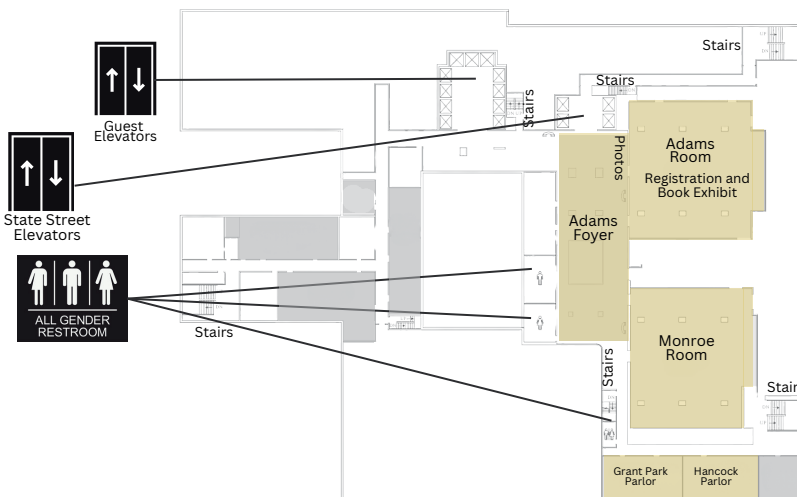 Stairs
Stairs
Stairs
Guest
Elevators
Photos
Adams
Room
Registration and
Book Exhibit
State Street
Elevators
Adams
Foyer
ALL GENDER
RESTROOM
Stairs
Monroe
Room
Stairs
Stair
Grant Park
Parlor
Hancock
Parlor